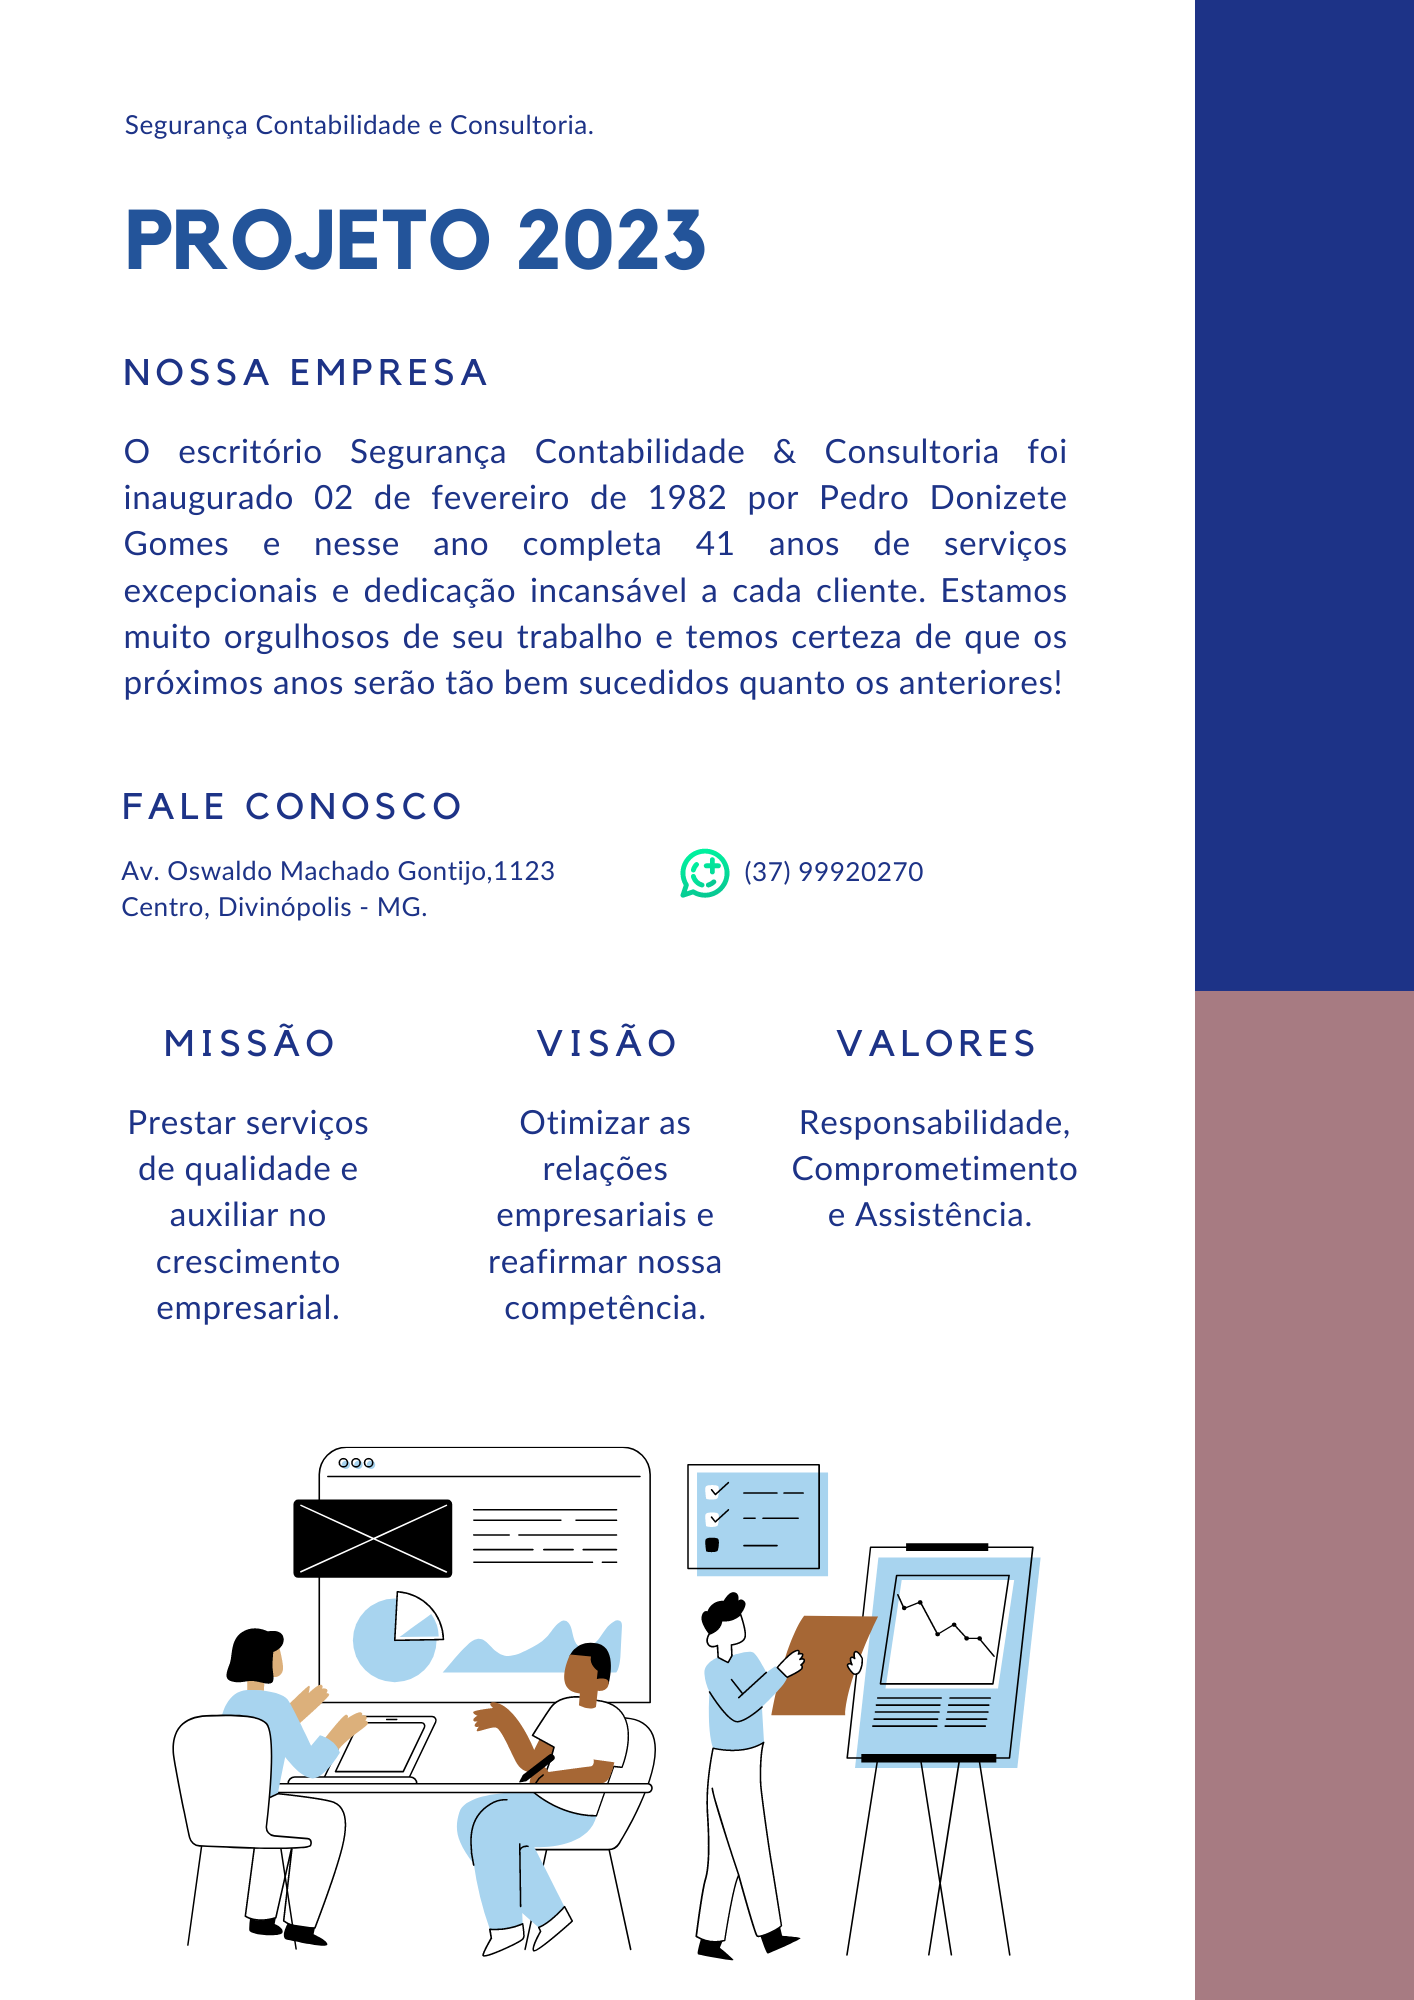 Segurança Contabilidade e Consultoria.
PROJETO 2023
NOSSA EMPRESA
O escritório Segurança Contabilidade & Consultoria foi
inaugurado 02 de fevereiro de 1982 por Pedro Donizete
Gomes e nesse ano completa 41 anos de serviços
excepcionais e dedicação incansável a cada cliente. Estamos
muito orgulhosos de seu trabalho e temos certeza de que os
próximos anos serão tão bem sucedidos quanto os anteriores!
FALE CONOSCO
Av. Oswaldo Machado Gontijo,1123
Centro, Divinópolis - MG.
(37) 99920270
MISSÃO
Prestar serviços
de qualidade e
auxiliar no
crescimento
empresarial.
VISÃO
Otimizar as
relações
empresariais e
reafirmar nossa
competência.
VALORES
Responsabilidade,
Comprometimento
e Assistência.